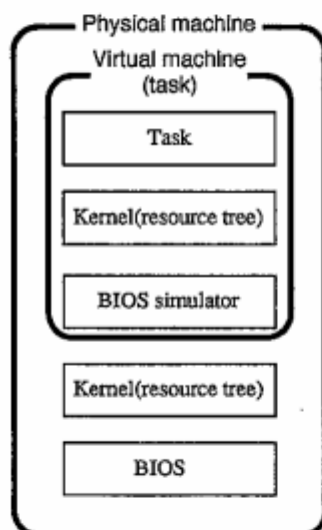 Physical machine
Virtual machine
(task)
Task
Kernel(resource tree)
BIOS simulator
Kernel(resource tree)
BIOS